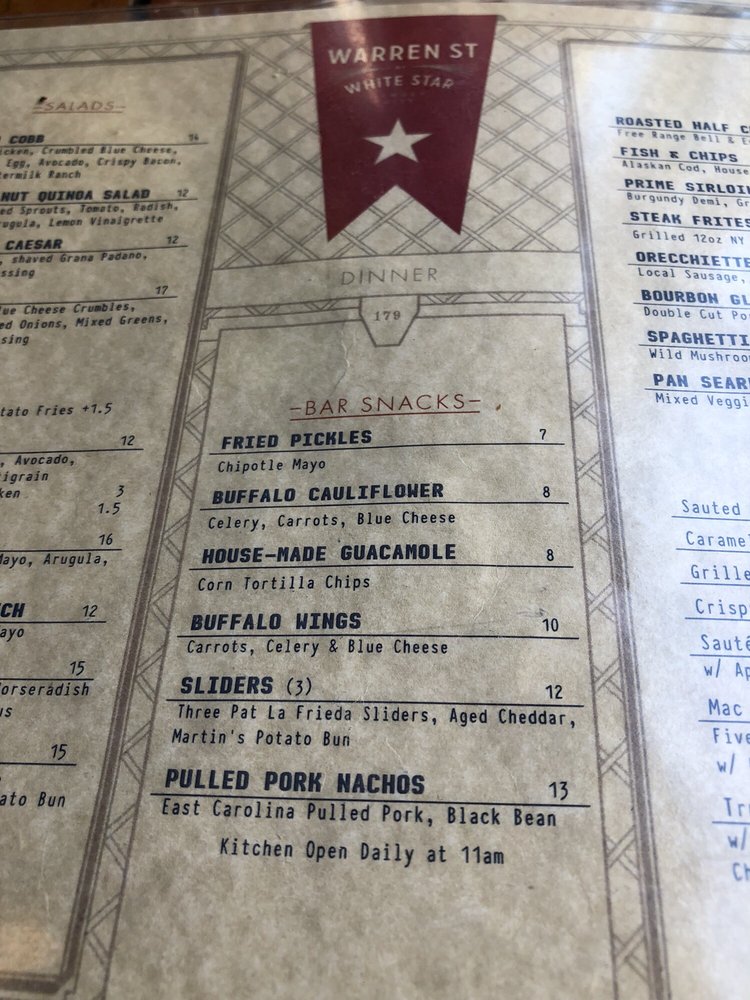 -SALADS-
COBB 14
Crumbled Blue Cheese,
Egg, Avocado, Crispy Bacon,
Ranch
NUT QUINOA SALAD 12
Sprouts, Tomato, Radish,
Lemon Vinaigrette
CAESAR 12
, shaved Grana Padano,
17
Cheese Crumbles,
Onions, Mixed Greens,
Fries +1.5
12
, Avocado,
3
1.5
16
Mayo, Arugula,
12
15
15
Bun
WARREN ST
WHITE STAR
DINNER
179
-BAR SNACKS-
FRIED PICKLES 7
Chipotle Mayo
BUFFALO CAULIFLOWER 8
Celery, Carrots, Blue Cheese
HOUSE-MADE GUACAMOLE 8
Corn Tortilla Chips
BUFFALO WINGS 10
Carrots, Celery & Blue Cheese
SLIDERS (3) 12
Three Pat La Frieda Sliders, Aged Cheddar,
Martin's Potato Bun
PULLED PORK NACHOS 13
East Carolina Pulled Pork, Black Bean
Kitchen Open Daily at 11am
ROASTED HALF
Free Range Bell &
FISH & CHIPS
Alaskan Cod, House
PRIME
Burgundy Demi,
STEAK FRITES
Grilled 12oz NY
ORECCHIETTE
Local Sausage,
BOURBON
Double Cut
SPAGHETTI
Wild
PAN
Mixed
Sauted
w/
Mac
w/
w/